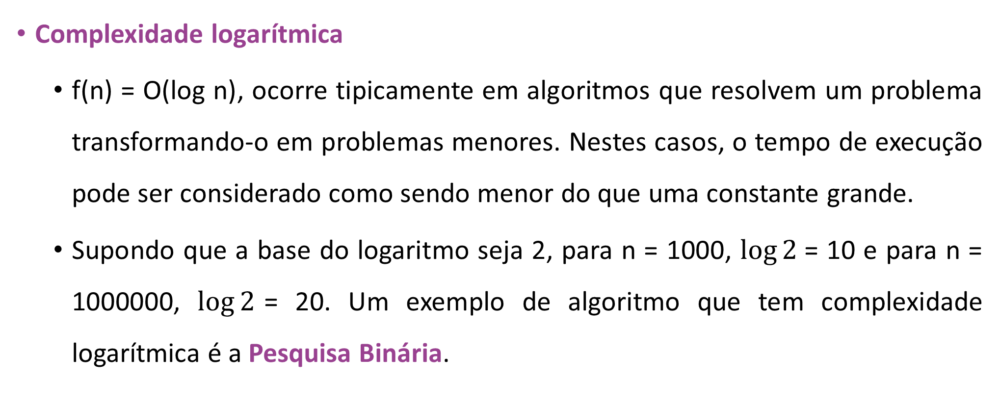 • Complexidade logarítmica
• f(n) = O(log n), ocorre tipicamente em algoritmos que resolvem um problema
transformando-o em problemas menores. Nestes casos, o tempo de execução
pode ser considerado como sendo menor do que uma constante grande.
• Supondo que a base do logaritmo seja 2, para n = 1000, log 2 = 10 e para n =
1000000, log 2 = 20. Um exemplo de algoritmo que tem complexidade
logarítmica é a Pesquisa Binária.